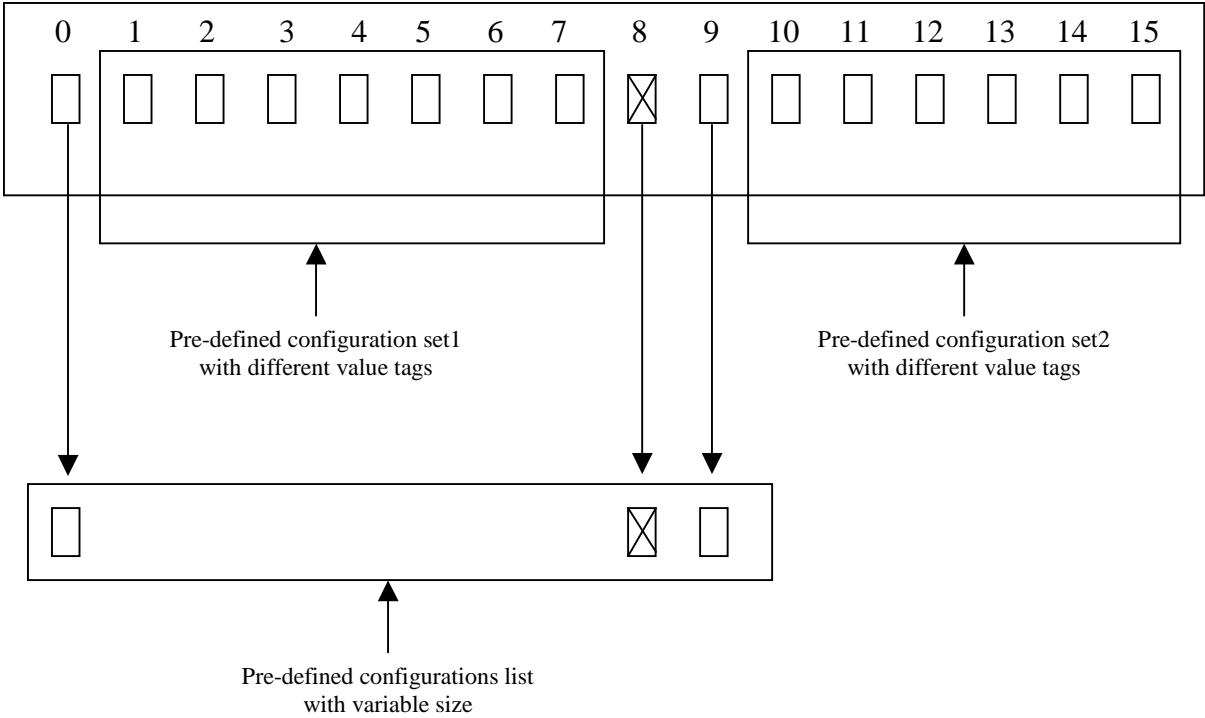 0 1 2 3 4 5 6 7 8 9 10 11 12 13 14 15
Pre-defined configuration set1
with different value tags
Pre-defined configuration set2
with different value tags
Pre-defined configurations list
with variable size